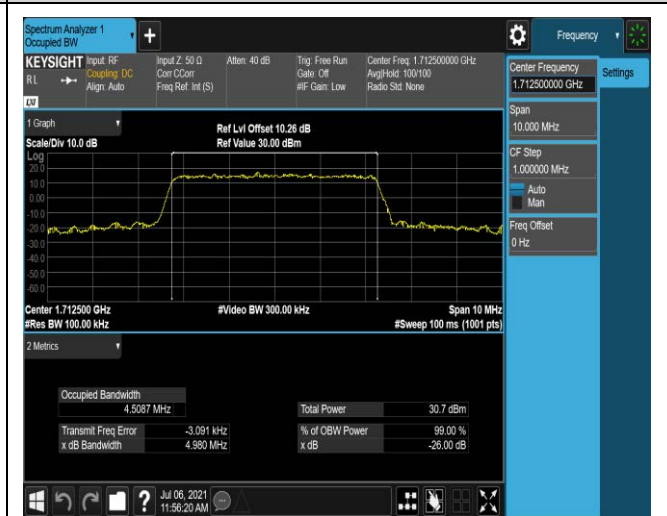 Spectrum Analyzer 1
Occupied BW
Frequency
KEYSIGHT
RL
LXI
Input: RF
Coupling: DC
Align: Auto
Input Z: 50 Ω
Corr CCorr
Freq Ref: Int (S)
Atten: 40 dB
Trig: Free Run
Gate: Off
#IF Gain: Low
Center Freq: 1.712500000 GHz
Avg|Hold: 100/100
Radio Std: None
Center Frequency
1.712500000 GHz
Settings
Span
10.000 MHz
CF Step
1.000000 MHz
Auto
Man
Freq Offset
0 Hz
1 Graph
Scale/Div 10.0 dB
Ref Lvl Offset 10.26 dB
Ref Value 30.00 dBm
Log
20.0
10.0
0.00
-10.0
-20.0
-30.0
-40.0
-50.0
-60.0
Center 1.712500 GHz
#Video BW 300.00 kHz
Span 10 MHz
#Res BW 100.00 kHz
#Sweep 100 ms (1001 pts)
2 Metrics
Occupied Bandwidth
4.5087 MHz
Total Power 30.7 dBm
Transmit Freq Error -3.091 kHz
% of OBW Power 99.00 %
x dB Bandwidth 4.980 MHz
x dB -26.00 dB
Jul 06, 2021
11:56:20 AM